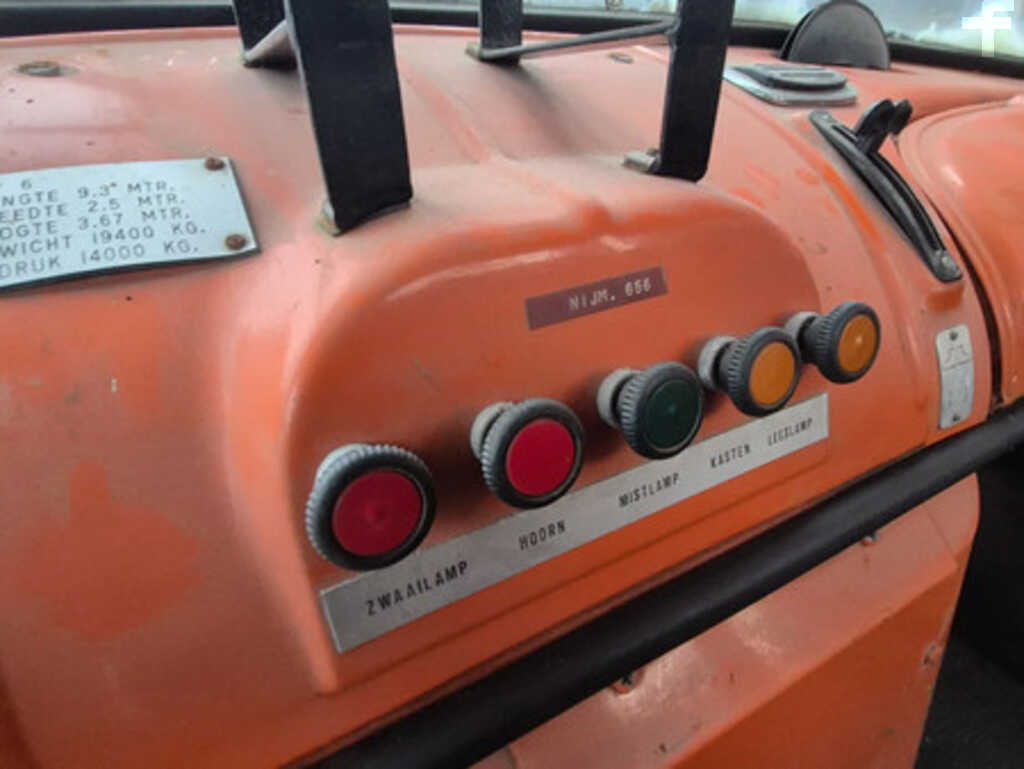 6
NGTE 9.3 MTR.
EEDTE 2.5 MTR.
OGTE 3.67 MTR.
WICHT 19400 KG.
DRUK 14000 KG.
NIJM. 656
ZWAAILAMP HOORN MISTLAMP KASTEN LEESLAMP